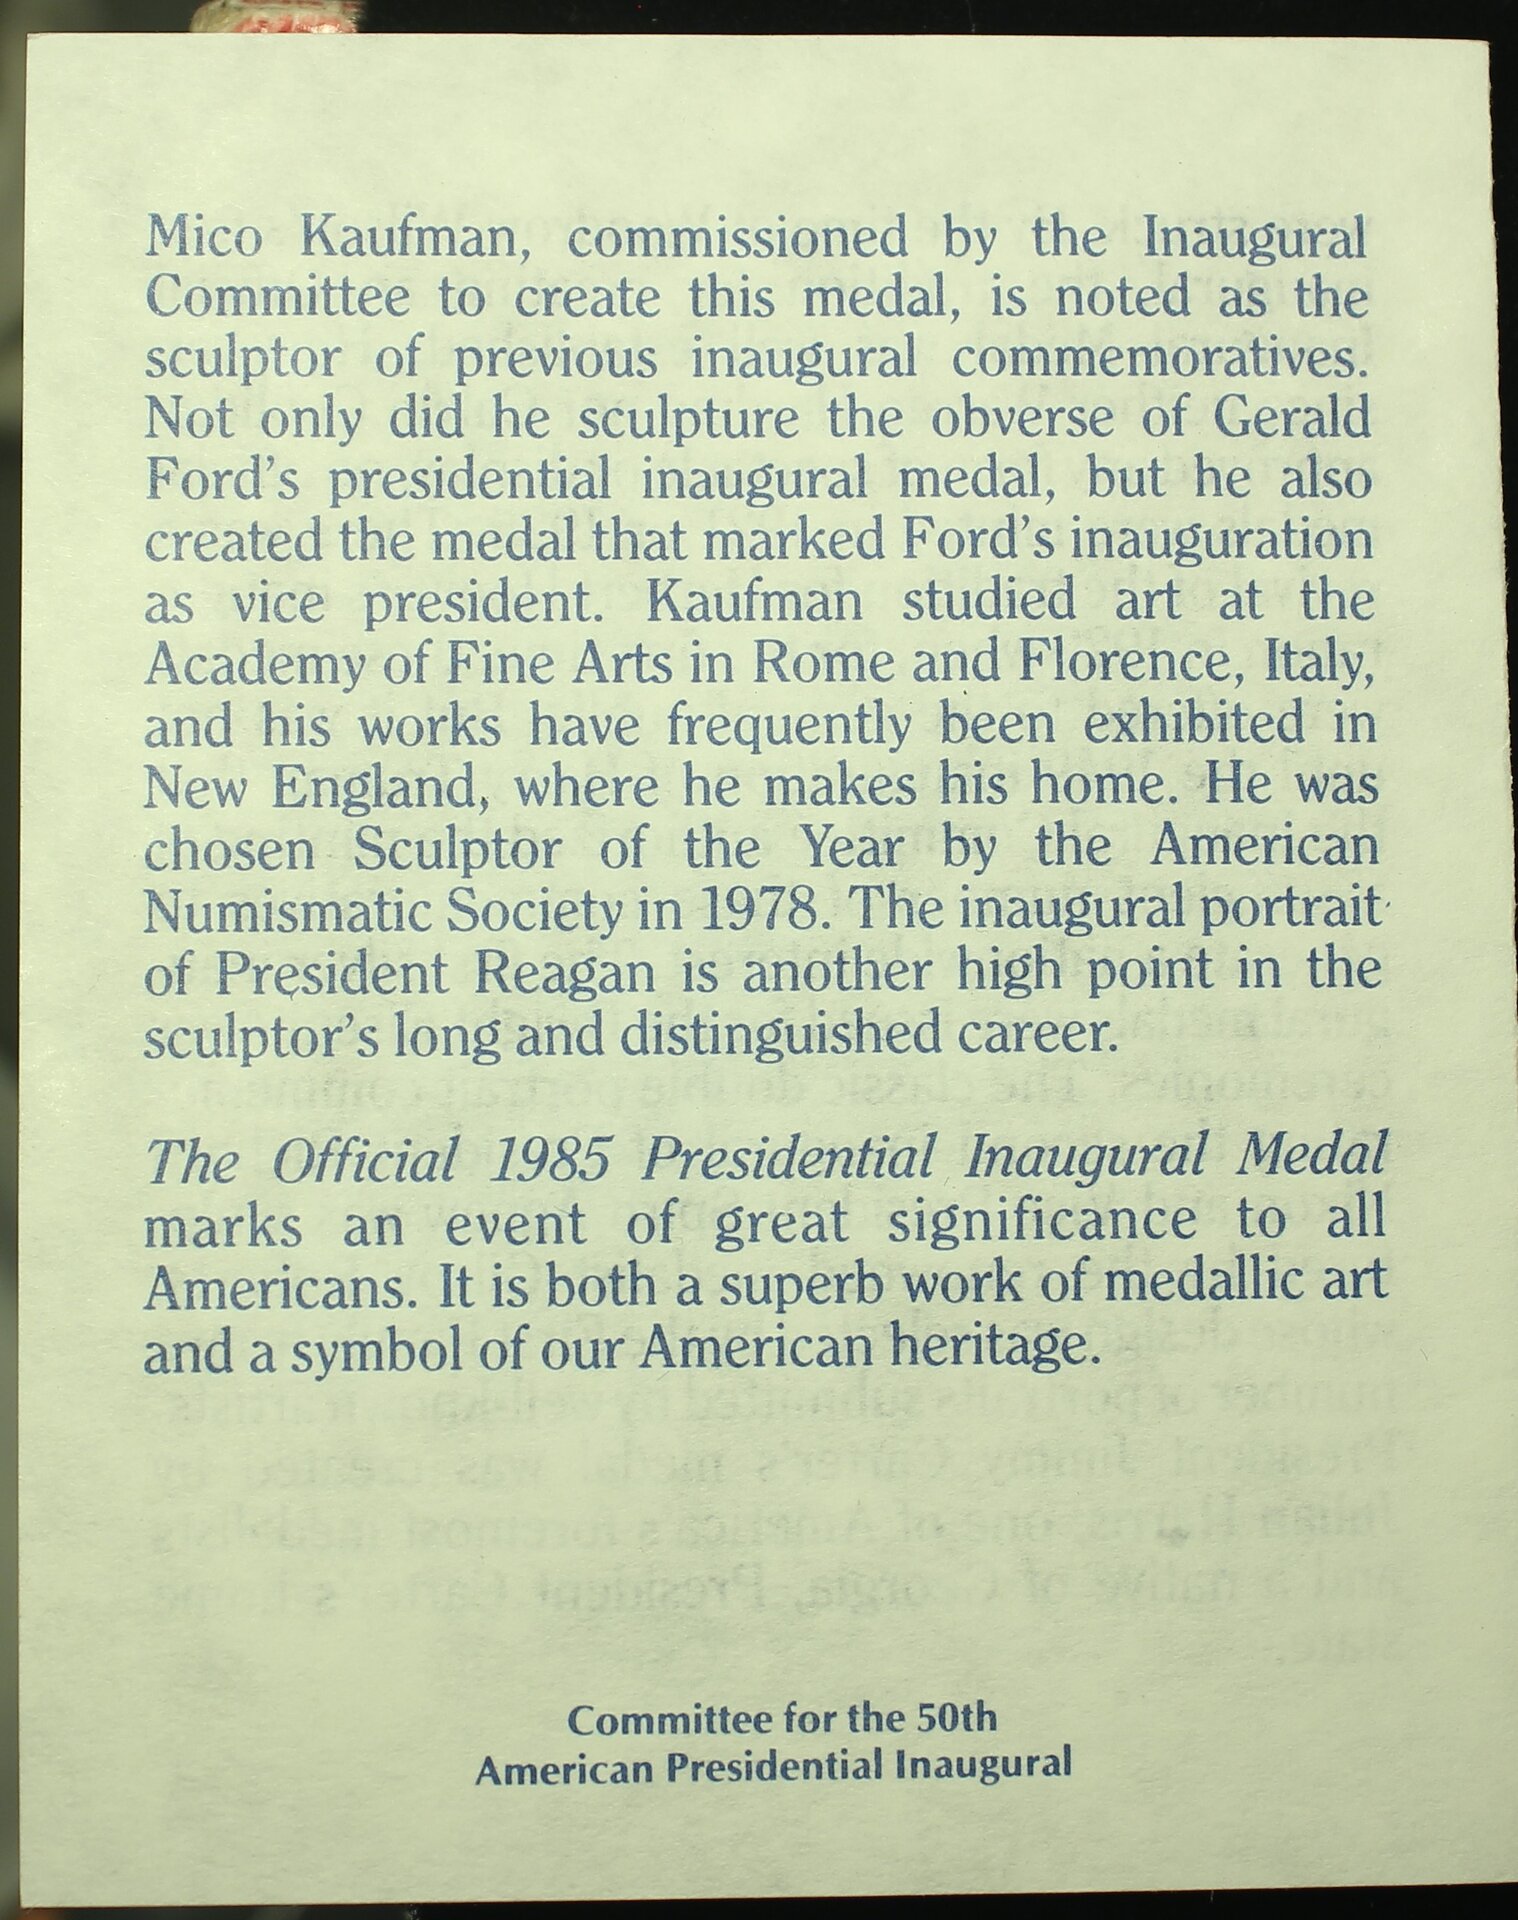 Mico Kaufman, commissioned by the Inaugural
Committee to create this medal, is noted as the
sculptor of previous inaugural commemoratives.
Not only did he sculpture the obverse of Gerald
Ford's presidential inaugural medal, but he also
created the medal that marked Ford's inauguration
as vice president. Kaufman studied art at the
Academy of Fine Arts in Rome and Florence, Italy,
and his works have frequently been exhibited in
New England, where he makes his home. He was
chosen Sculptor of the Year by the American
Numismatic Society in 1978. The inaugural portrait
of President Reagan is another high point in the
sculptor's long and distinguished career.
The Official 1985 Presidential Inaugural Medal
marks an event of great significance to all
Americans. It is both a superb work of medallic art
and a symbol of our American heritage.
Committee for the 50th
American Presidential Inaugural